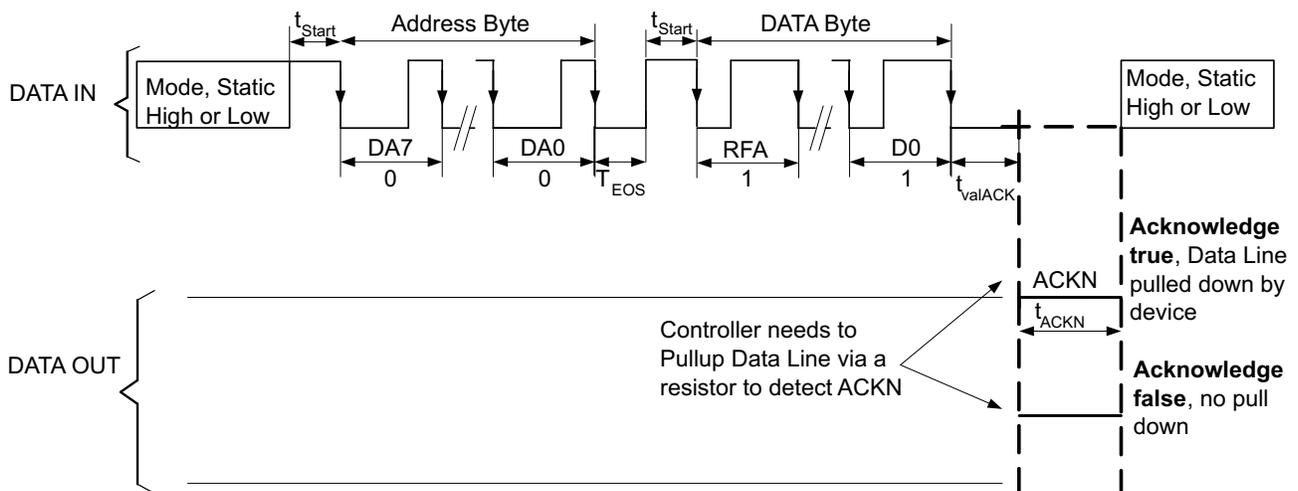 tStart
Address Byte
tStart
DATA Byte
DATA IN
Mode, Static
High or Low
Mode, Static
High or Low
DA7
0
DA0
0
TEOS
RFA
1
D0
1
tvalACK
Acknowledge
true, Data Line
pulled down by
device
ACKN
tACKN
Controller needs to
Pullup Data Line via a
resistor to detect ACKN
DATA OUT
Acknowledge
false, no pull
down